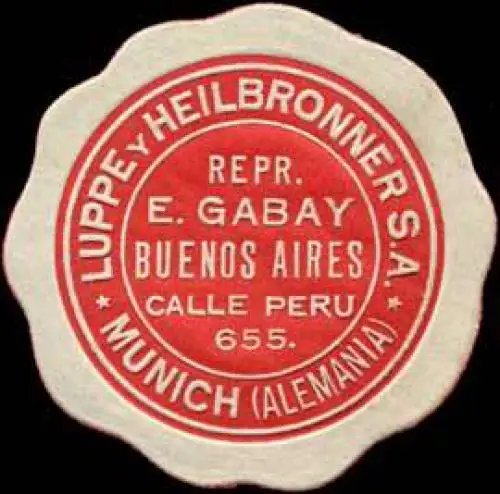 LUPPE Y HEILBRONNER S.A.
REPR.
E. GABAY
BUENOS AIRES
CALLE PERU
655.
* MUNICH (ALEMANIA) *